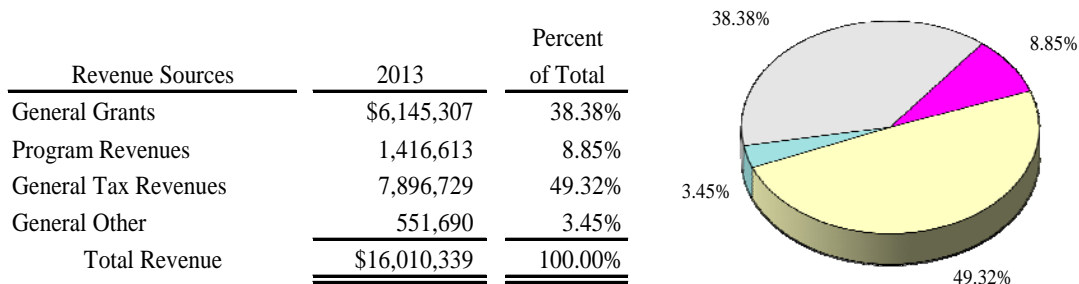 Percent
Revenue Sources 2013 of Total
General Grants $6,145,307 38.38%
Program Revenues 1,416,613 8.85%
General Tax Revenues 7,896,729 49.32%
General Other 551,690 3.45%
Total Revenue $16,010,339 100.00%
38.38%
8.85%
3.45%
49.32%